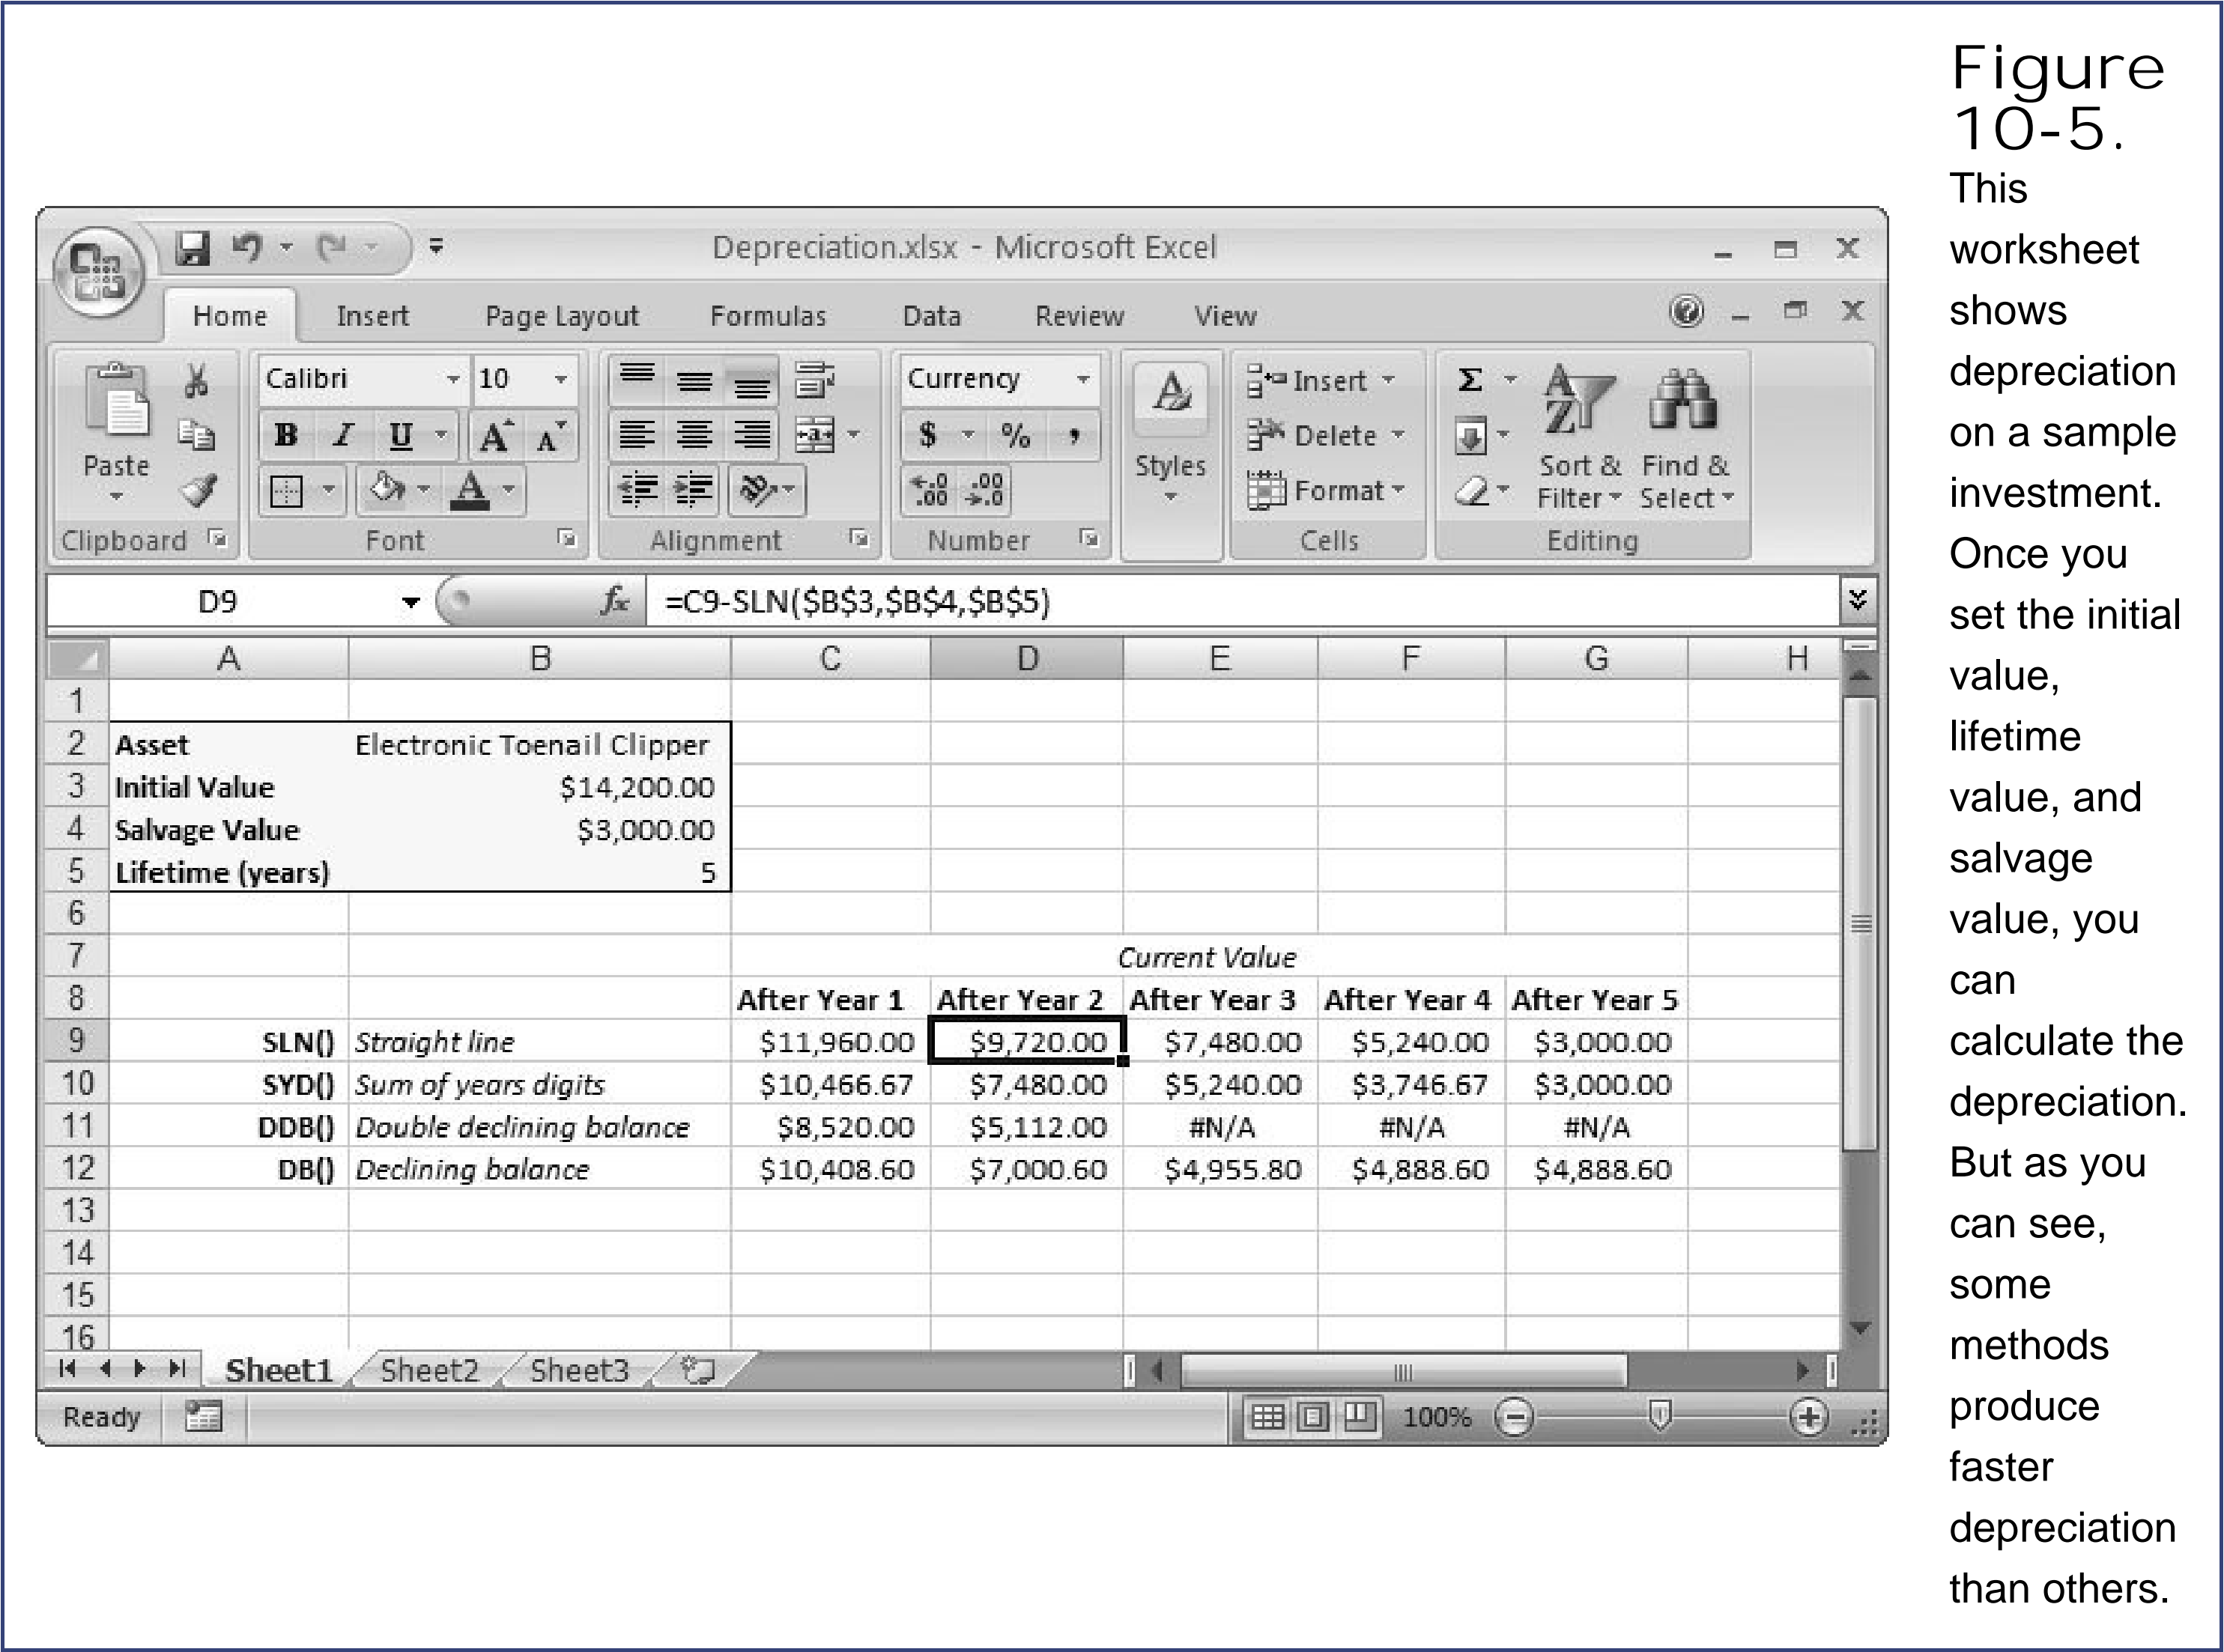 Figure
10-5.
This
worksheet
shows
depreciation
on a sample
investment.
Once you
set the initial
value,
lifetime
value, and
salvage
value, you
can
calculate the
depreciation.
But as you
can see,
some
methods
produce
faster
depreciation
than others.
Depreciation.xlsx - Microsoft Excel
Home Insert Page Layout Formulas Data Review View
Calibri 10 Currency Insert Σ
B I U A A $ % , Delete
Paste Styles Sort & Find &
A .0 .00 .00 .0 Format Filter Select
Clipboard Font Alignment Number Cells Editing
D9 fx =C9-SLN($B$3,$B$4,$B$5)
A B C D E F G H
1
2 Asset Electronic Toenail Clipper
3 Initial Value $14,200.00
4 Salvage Value $3,000.00
5 Lifetime (years) 5
6
7 Current Value
8 After Year 1 After Year 2 After Year 3 After Year 4 After Year 5
9 SLN() Straight line $11,960.00 $9,720.00 $7,480.00 $5,240.00 $3,000.00
10 SYD() Sum of years digits $10,466.67 $7,480.00 $5,240.00 $3,746.67 $3,000.00
11 DDB() Double declining balance $8,520.00 $5,112.00 #N/A #N/A #N/A
12 DB() Declining balance $10,408.60 $7,000.60 $4,955.80 $4,888.60 $4,888.60
13
14
15
16
Sheet1 Sheet2 Sheet3
Ready 100%